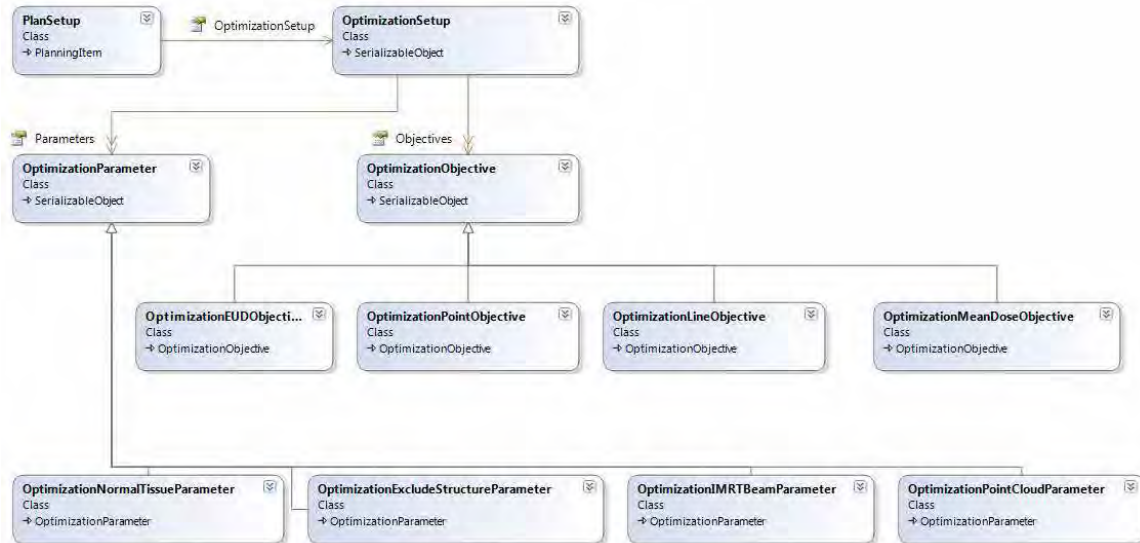 PlanSetup
Class
PlanningItem
OptimizationSetup
OptimizationSetup
Class
SerializableObject
Parameters
Objectives
OptimizationParameter
Class
SerializableObject
OptimizationObjective
Class
SerializableObject
OptimizationEUDObjecti...
Class
OptimizationObjective
OptimizationPointObjective
Class
OptimizationObjective
OptimizationLineObjective
Class
OptimizationObjective
OptimizationMeanDoseObjective
Class
OptimizationObjective
OptimizationNormalTissueParameter
Class
OptimizationParameter
OptimizationExcludeStructureParameter
Class
OptimizationParameter
OptimizationIMRTBeamParameter
Class
OptimizationParameter
OptimizationPointCloudParameter
Class
OptimizationParameter